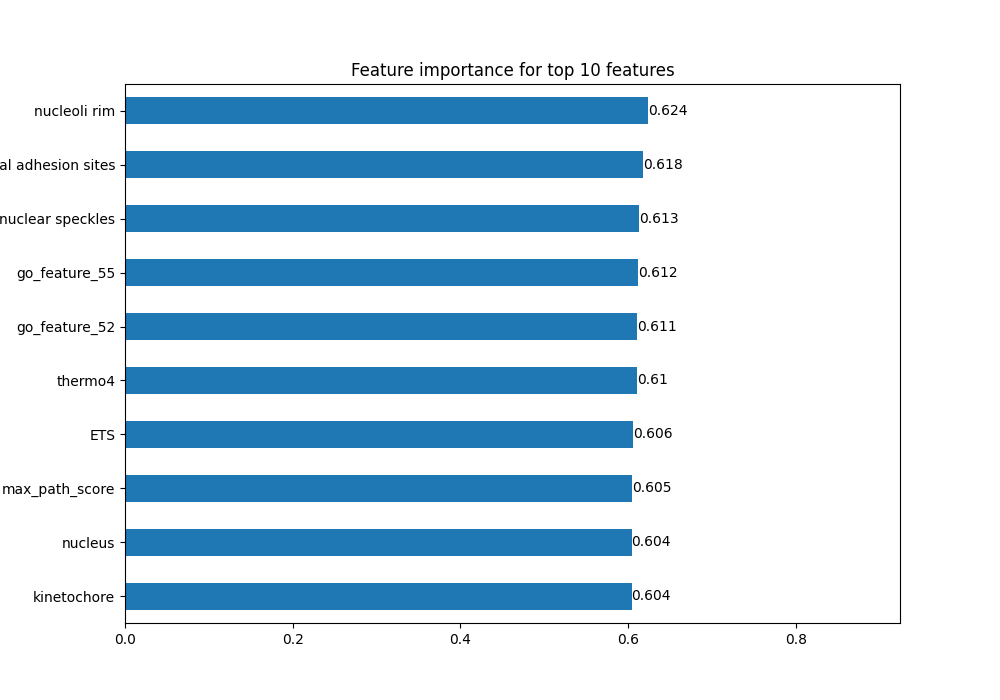 Feature importance for top 10 features
nucleoli rim
0.624
al adhesion sites
0.618
nuclear speckles
0.613
go_feature_55
0.612
go_feature_52
0.611
thermo4
0.61
ETS
0.606
max_path_score
0.605
nucleus
0.604
kinetochore
0.604
0.0 0.2 0.4 0.6 0.8